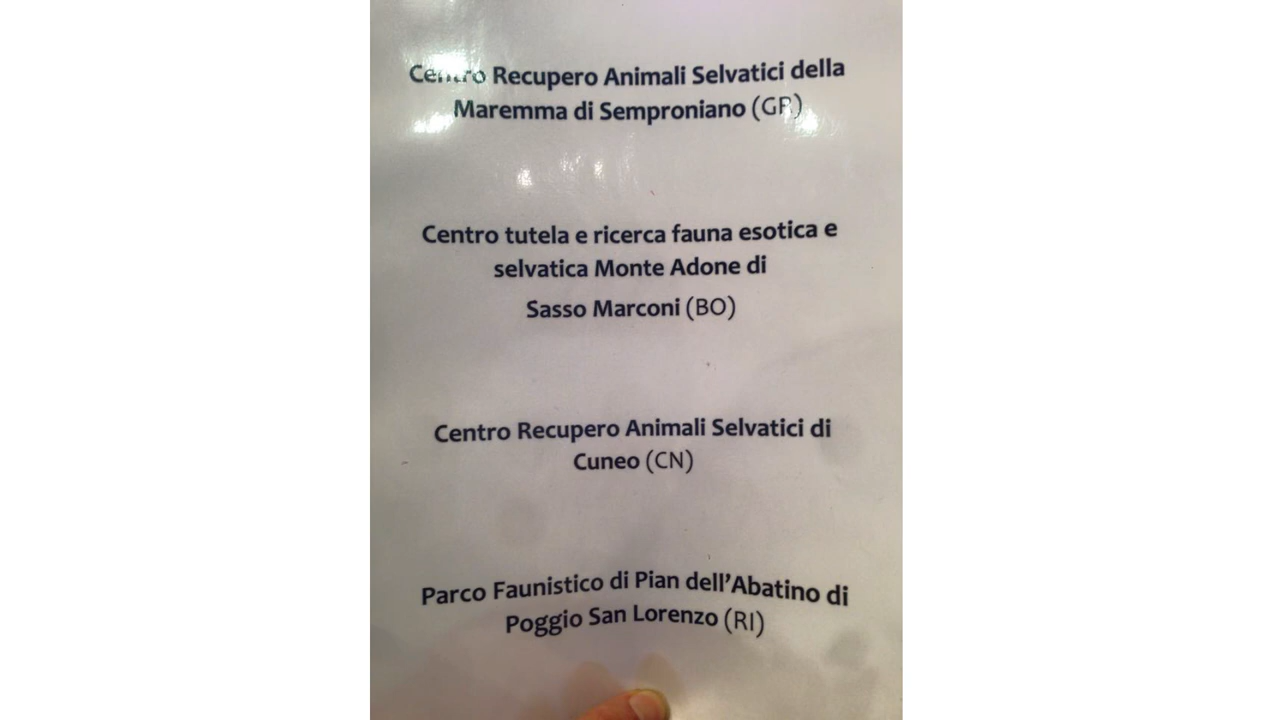 Centro Recupero Animali Selvatici della
Maremma di Semproniano (GR)
Centro tutela e ricerca fauna esotica e
selvatica Monte Adone di
Sasso Marconi (BO)
Centro Recupero Animali Selvatici di
Cuneo (CN)
Parco Faunistico di Pian dell'Abatino di
Poggio San Lorenzo (RI)